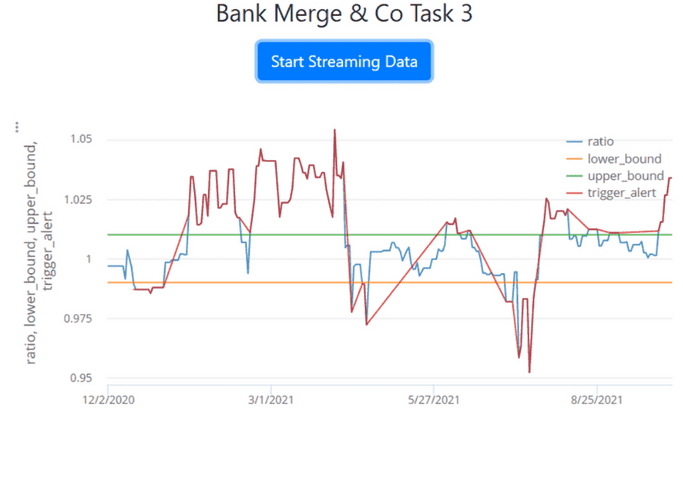 Bank Merge & Co Task 3
Start Streaming Data
ratio, lower_bound, upper_bound,
trigger_alert
1.05
1.025
1
0.975
0.95
ratio
lower_bound
upper_bound
trigger_alert
12/2/2020
3/1/2021
5/27/2021
8/25/2021